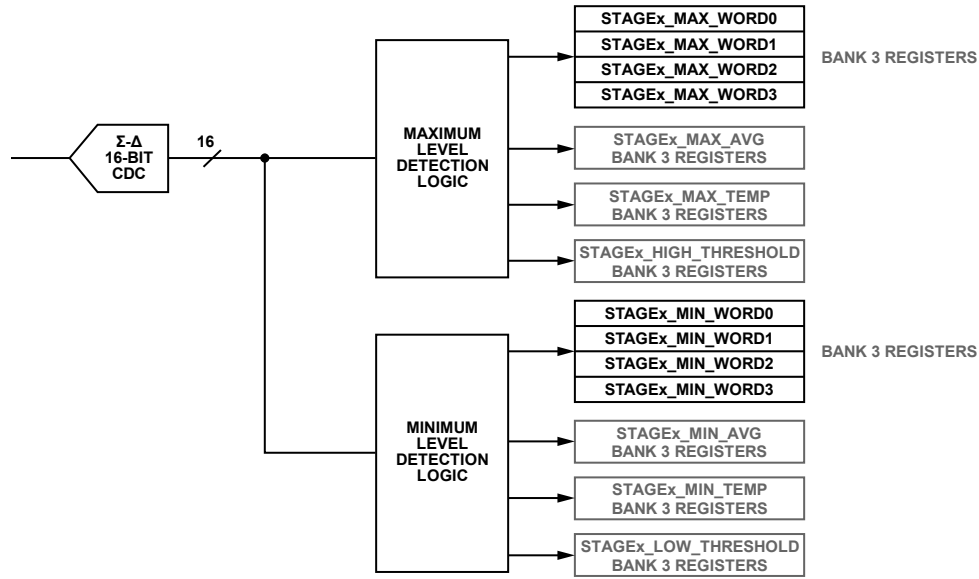 STAGEx_MAX_WORD0
STAGEx_MAX_WORD1
STAGEx_MAX_WORD2
STAGEx_MAX_WORD3
BANK 3 REGISTERS
Σ-Δ
16-BIT
CDC
16
MAXIMUM
LEVEL
DETECTION
LOGIC
STAGEx_MAX_AVG
BANK 3 REGISTERS
STAGEx_MAX_TEMP
BANK 3 REGISTERS
STAGEx_HIGH_THRESHOLD
BANK 3 REGISTERS
STAGEx_MIN_WORD0
STAGEx_MIN_WORD1
STAGEx_MIN_WORD2
STAGEx_MIN_WORD3
BANK 3 REGISTERS
MINIMUM
LEVEL
DETECTION
LOGIC
STAGEx_MIN_AVG
BANK 3 REGISTERS
STAGEx_MIN_TEMP
BANK 3 REGISTERS
STAGEx_LOW_THRESHOLD
BANK 3 REGISTERS